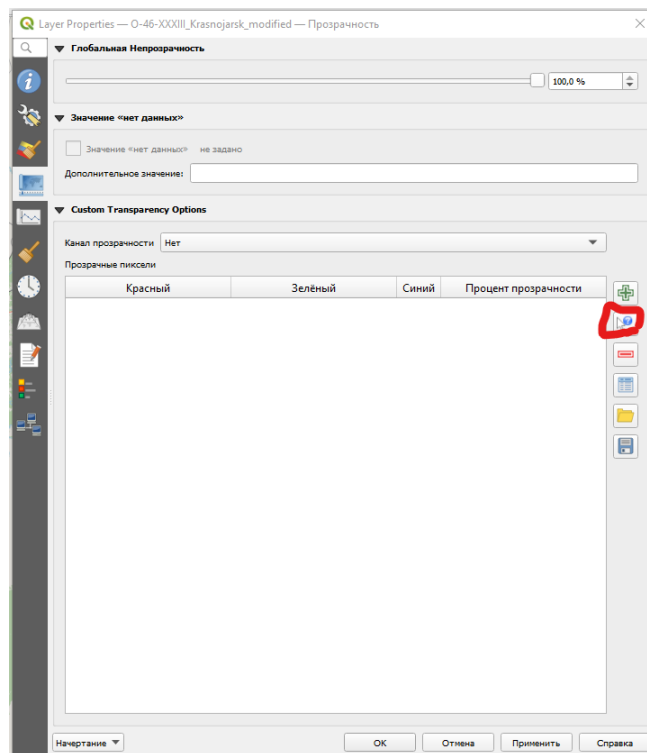 Layer Properties — O-46-XXXIII_Krasnojarsk_modified — Прозрачность
Глобальная Непрозрачность
100,0 %
Значение «нет данных»
Значение «нет данных» не задано
Дополнительное значение:
Custom Transparency Options
Канал прозрачности Нет
Прозрачные пиксели
Красный Зелёный Синий Процент прозрачности
Начертание ОК Отмена Применить Справка